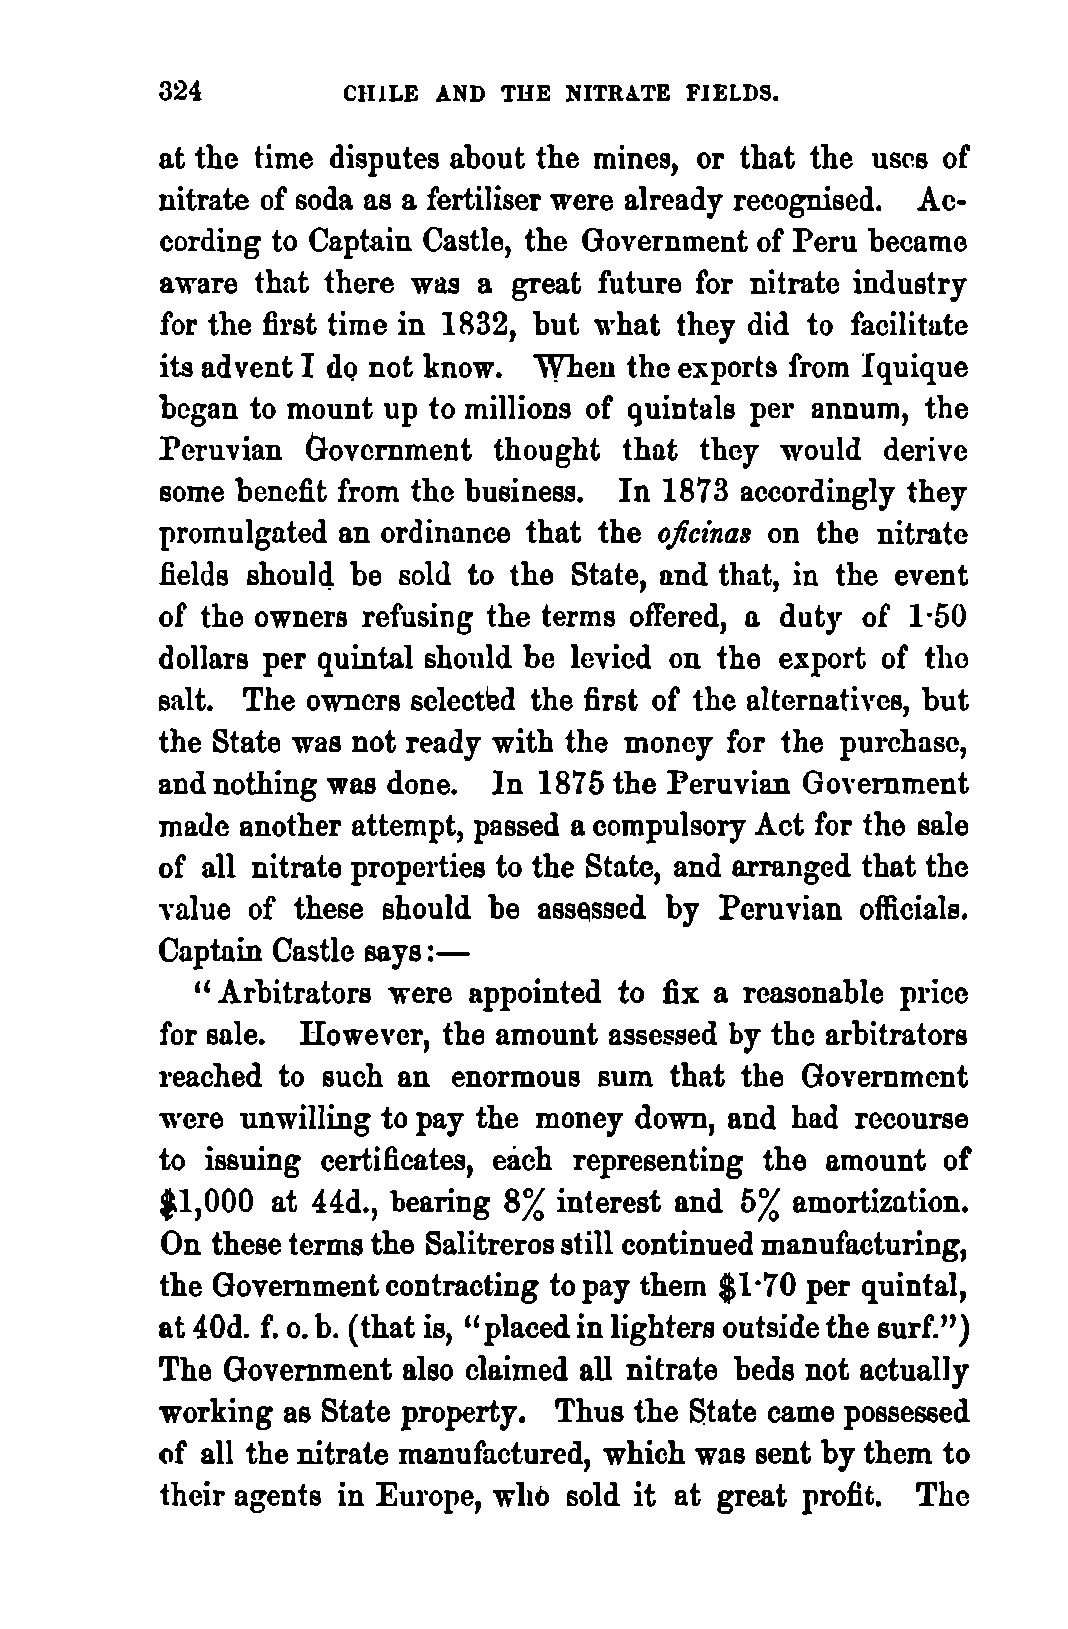 324 CHILE AND THE NITRATE FIELDS.
at the time disputes about the mines, or that the uses of
nitrate of soda as a fertiliser were already recognised. Ac-
cording to Captain Castle, the Government of Peru became
aware that there was a great future for nitrate industry
for the first time in 1832, but what they did to facilitate
its advent I do not know. When the exports from Iquique
began to mount up to millions of quintals per annum, the
Peruvian Government thought that they would derive
some benefit from the business. In 1873 accordingly they
promulgated an ordinance that the oficinas on the nitrate
fields should be sold to the State, and that, in the event
of the owners refusing the terms offered, a duty of 1·50
dollars per quintal should be levied on the export of the
salt. The owners selected the first of the alternatives, but
the State was not ready with the money for the purchase,
and nothing was done. In 1875 the Peruvian Government
made another attempt, passed a compulsory Act for the sale
of all nitrate properties to the State, and arranged that the
value of these should be assessed by Peruvian officials.
Captain Castle says:—
“Arbitrators were appointed to fix a reasonable price
for sale. However, the amount assessed by the arbitrators
reached to such an enormous sum that the Government
were unwilling to pay the money down, and had recourse
to issuing certificates, each representing the amount of
$1,000 at 44d., bearing 8% interest and 5% amortization.
On these terms the Salitreros still continued manufacturing,
the Government contracting to pay them $1·70 per quintal,
at 40d. f. o. b. (that is, “placed in lighters outside the surf.”)
The Government also claimed all nitrate beds not actually
working as State property. Thus the State came possessed
of all the nitrate manufactured, which was sent by them to
their agents in Europe, who sold it at great profit. The